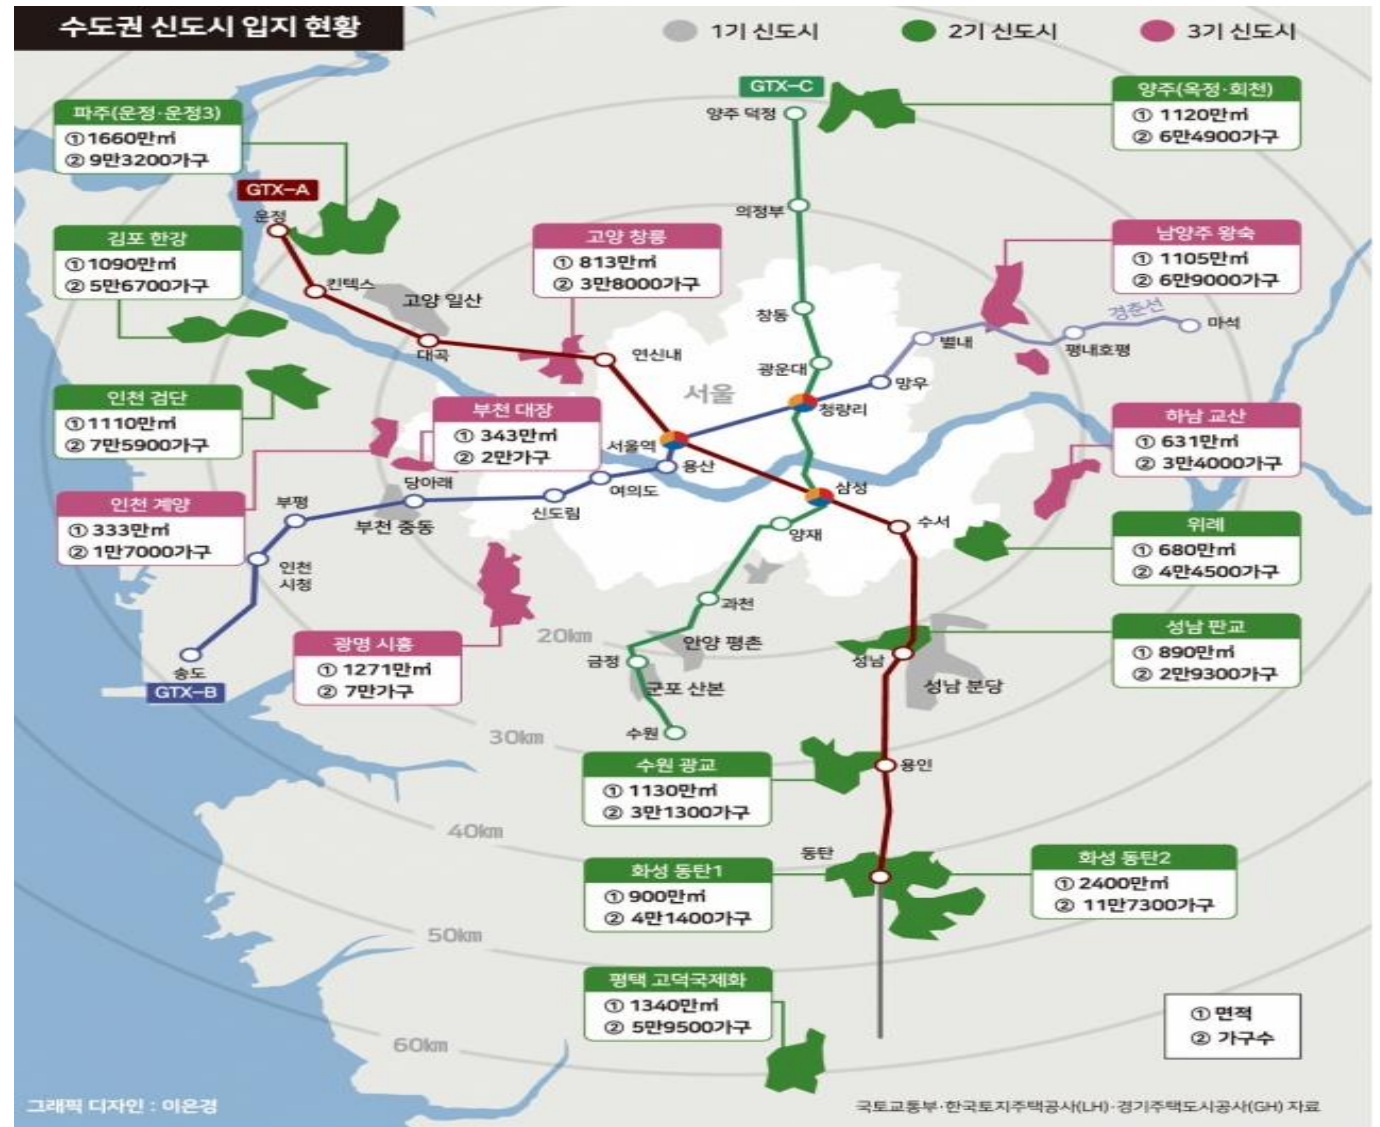 수도권 신도시 입지 현황
1기 신도시
2기 신도시
3기 신도시
GTX-C
양주 덕정
양주(옥정·회천)
① 1120만㎡
② 6만4900가구
파주(운정·운정3)
① 1660만㎡
② 9만3200가구
GTX-A
운정
의정부
김포 한강
① 1090만㎡
② 5만6700가구
고양 창릉
① 813만㎡
② 3만8000가구
남양주 왕숙
① 1105만㎡
② 6만9000가구
킨텍스
고양 일산
창동
경춘선
마석
별내
평내호평
대곡
연신내
광운대
망우
서울
청량리
인천 검단
① 1110만㎡
② 7만5900가구
부천 대장
① 343만㎡
② 2만가구
하남 교산
① 631만㎡
② 3만4000가구
서울역
용산
당아래
여의도
삼성
인천 계양
① 333만㎡
② 1만7000가구
부평
부천 중동
신도림
양재
수서
위례
① 680만㎡
② 4만4500가구
인천
시청
과천
광명 시흥
① 1271만㎡
② 7만가구
20km
안양 평촌
금정
성남
성남 판교
① 890만㎡
② 2만9300가구
송도
GTX-B
군포 산본
성남 분당
30km
수원
수원 광교
① 1130만㎡
② 3만1300가구
용인
40km
동탄
화성 동탄1
① 900만㎡
② 4만1400가구
화성 동탄2
① 2400만㎡
② 11만7300가구
50km
평택 고덕국제화
① 1340만㎡
② 5만9500가구
60km
① 면적
② 가구수
그래픽 디자인 : 이은경
국토교통부·한국토지주택공사(LH)·경기주택도시공사(GH) 자료